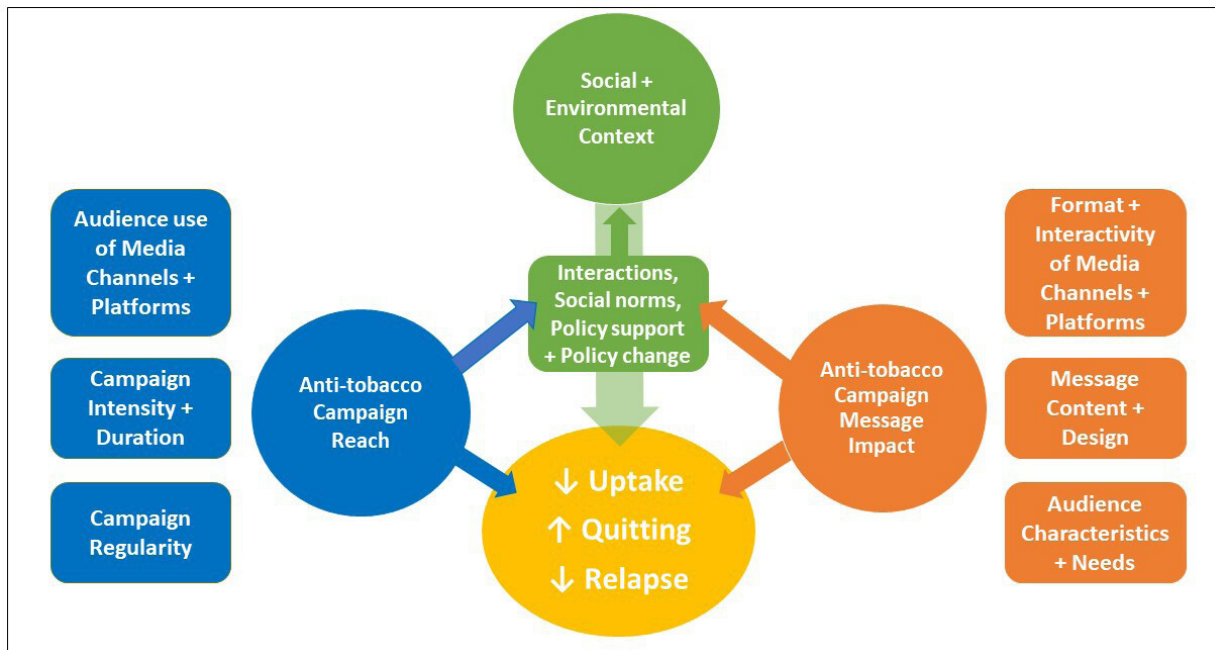 Social +
Environmental
Context
Audience use
of Media
Channels +
Platforms
Campaign
Intensity +
Duration
Campaign
Regularity
Anti-tobacco
Campaign
Reach
Interactions,
Social norms,
Policy support
+ Policy change
↓ Uptake
↑ Quitting
↓ Relapse
Anti-tobacco
Campaign
Message
Impact
Format +
Interactivity
of Media
Channels +
Platforms
Message
Content +
Design
Audience
Characteristics
+ Needs